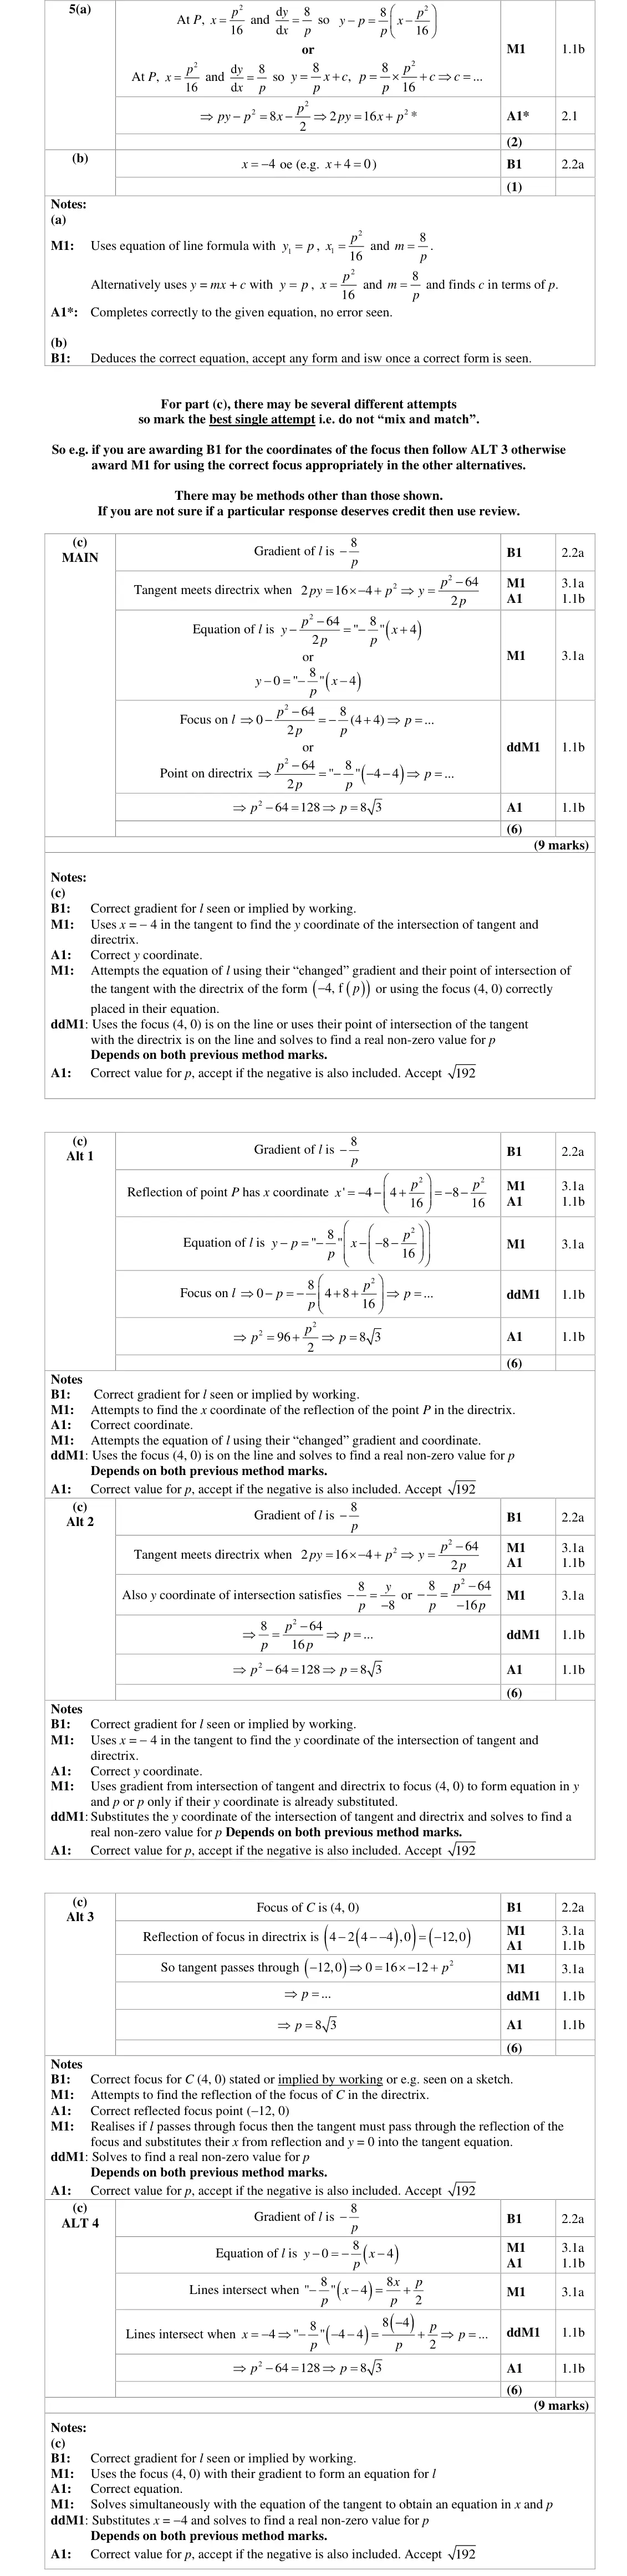 5(a)
At P, x = p²/16 and dy/dx = 8/p so y − p = 8/p (x − p²/16)
or
At P, x = p²/16 and dy/dx = 8/p so y = 8/p x + c, p = 8/p × p²/16 + c ⇒ c = ...
M1 1.1b
⇒ py − p² = 8x − p²/2 ⇒ 2py = 16x + p² *
A1* 2.1
(2)
(b)
x = −4 oe (e.g. x + 4 = 0)
B1 2.2a
(1)
Notes:
(a)
M1: Uses equation of line formula with y₁ = p, x₁ = p²/16 and m = 8/p.
Alternatively uses y = mx + c with y = p, x = p²/16 and m = 8/p and finds c in terms of p.
A1*: Completes correctly to the given equation, no error seen.
(b)
B1: Deduces the correct equation, accept any form and isw once a correct form is seen.
For part (c), there may be several different attempts
so mark the best single attempt i.e. do not “mix and match”.
So e.g. if you are awarding B1 for the coordinates of the focus then follow ALT 3 otherwise
award M1 for using the correct focus appropriately in the other alternatives.
There may be methods other than those shown.
If you are not sure if a particular response deserves credit then use review.
(c)
MAIN
Gradient of l is −8/p
B1 2.2a
Tangent meets directrix when 2py = 16×−4 + p² ⇒ y = (p² − 64)/2p
M1 3.1a
A1 1.1b
Equation of l is y − (p² − 64)/2p = "−8/p"(x + 4)
or
y − 0 = "−8/p"(x − 4)
M1 3.1a
Focus on l ⇒ 0 − (p² − 64)/2p = −8/p (4 + 4) ⇒ p = ...
or
Point on directrix ⇒ (p² − 64)/2p = "−8/p"(−4 − 4) ⇒ p = ...
ddM1 1.1b
⇒ p² − 64 = 128 ⇒ p = 8√3
A1 1.1b
(6)
(9 marks)
Notes:
(c)
B1: Correct gradient for l seen or implied by working.
M1: Uses x = – 4 in the tangent to find the y coordinate of the intersection of tangent and
directrix.
A1: Correct y coordinate.
M1: Attempts the equation of l using their “changed” gradient and their point of intersection of
the tangent with the directrix of the form (−4, f(p)) or using the focus (4, 0) correctly
placed in their equation.
ddM1: Uses the focus (4, 0) is on the line or uses their point of intersection of the tangent
with the directrix is on the line and solves to find a real non-zero value for p
Depends on both previous method marks.
A1: Correct value for p, accept if the negative is also included. Accept √192
(c)
Alt 1
Gradient of l is −8/p
B1 2.2a
Reflection of point P has x coordinate x' = −4 − (4 + p²/16) = −8 − p²/16
M1 3.1a
A1 1.1b
Equation of l is y − p = "−8/p"(x − (−8 − p²/16))
M1 3.1a
Focus on l ⇒ 0 − p = −8/p (4 + 8 + p²/16) ⇒ p = ...
ddM1 1.1b
⇒ p² = 96 + p²/2 ⇒ p = 8√3
A1 1.1b
(6)
Notes
B1: Correct gradient for l seen or implied by working.
M1: Attempts to find the x coordinate of the reflection of the point P in the directrix.
A1: Correct coordinate.
M1: Attempts the equation of l using their “changed” gradient and coordinate.
ddM1: Uses the focus (4, 0) is on the line and solves to find a real non-zero value for p
Depends on both previous method marks.
A1: Correct value for p, accept if the negative is also included. Accept √192
(c)
Alt 2
Gradient of l is −8/p
B1 2.2a
Tangent meets directrix when 2py = 16×−4 + p² ⇒ y = (p² − 64)/2p
M1 3.1a
A1 1.1b
Also y coordinate of intersection satisfies −8/p = y/−8 or −8/p = (p² − 64)/−16p
M1 3.1a
⇒ 8/p = (p² − 64)/16p ⇒ p = ...
ddM1 1.1b
⇒ p² − 64 = 128 ⇒ p = 8√3
A1 1.1b
(6)
Notes
B1: Correct gradient for l seen or implied by working.
M1: Uses x = – 4 in the tangent to find the y coordinate of the intersection of tangent and
directrix.
A1: Correct y coordinate.
M1: Uses gradient from intersection of tangent and directrix to focus (4, 0) to form equation in y
and p or p only if their y coordinate is already substituted.
ddM1: Substitutes the y coordinate of the intersection of tangent and directrix and solves to find a
real non-zero value for p Depends on both previous method marks.
A1: Correct value for p, accept if the negative is also included. Accept √192
(c)
Alt 3
Focus of C is (4, 0)
B1 2.2a
Reflection of focus in directrix is (4 − 2(4 − −4), 0) = (−12, 0)
M1 3.1a
A1 1.1b
So tangent passes through (−12, 0) ⇒ 0 = 16×−12 + p²
M1 3.1a
⇒ p = ...
ddM1 1.1b
⇒ p = 8√3
A1 1.1b
(6)
Notes
B1: Correct focus for C (4, 0) stated or implied by working or e.g. seen on a sketch.
M1: Attempts to find the reflection of the focus of C in the directrix.
A1: Correct reflected focus point (−12, 0)
M1: Realises if l passes through focus then the tangent must pass through the reflection of the
focus and substitutes their x from reflection and y = 0 into the tangent equation.
ddM1: Solves to find a real non-zero value for p
Depends on both previous method marks.
A1: Correct value for p, accept if the negative is also included. Accept √192
(c)
ALT 4
Gradient of l is −8/p
B1 2.2a
Equation of l is y − 0 = −8/p (x − 4)
M1 3.1a
A1 1.1b
Lines intersect when "−8/p"(x − 4) = 8x/p + p/2
M1 3.1a
Lines intersect when x = −4 ⇒ "−8/p"(−4 − 4) = 8(−4)/p + p/2 ⇒ p = ...
ddM1 1.1b
⇒ p² − 64 = 128 ⇒ p = 8√3
A1 1.1b
(6)
(9 marks)
Notes:
(c)
B1: Correct gradient for l seen or implied by working.
M1: Uses the focus (4, 0) with their gradient to form an equation for l
A1: Correct equation.
M1: Solves simultaneously with the equation of the tangent to obtain an equation in x and p
ddM1: Substitutes x = −4 and solves to find a real non-zero value for p
Depends on both previous method marks.
A1: Correct value for p, accept if the negative is also included. Accept √192